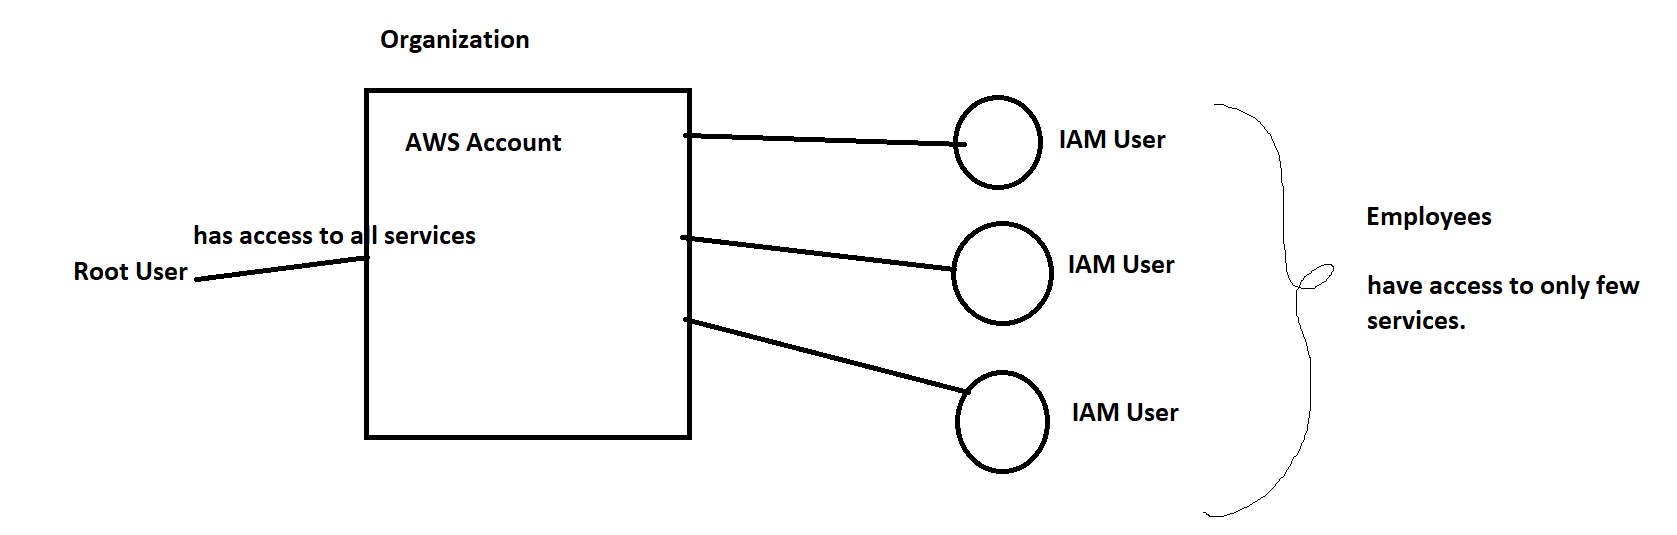 Organization
AWS Account
has access to all services
Root User
IAM User
IAM User
IAM User
Employees
have access to only few
services.